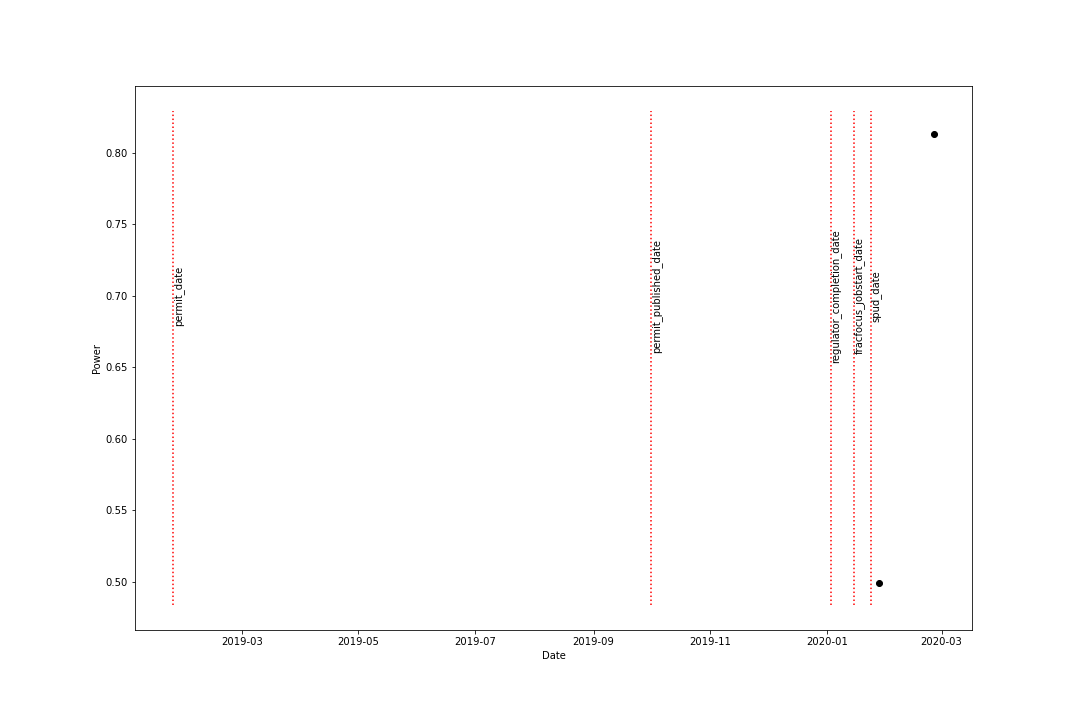 0.80
0.75
0.70
0.65
0.60
0.55
0.50
Power
permit_date
permit_published_date
regulator_completion_date
fracfocus_jobstart_date
spud_date
2019-03
2019-05
2019-07
2019-09
2019-11
2020-01
2020-03
Date